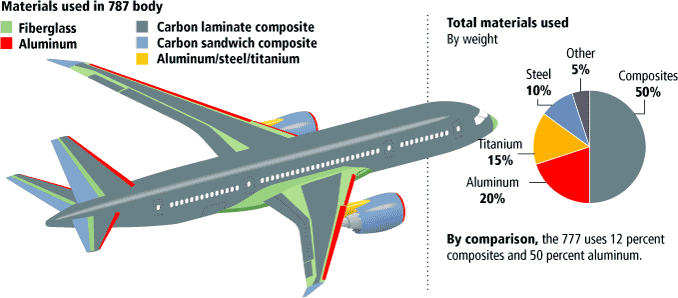 Materials used in 787 body
Fiberglass
Aluminum
Carbon laminate composite
Carbon sandwich composite
Aluminum/steel/titanium
Total materials used
By weight
Other
5%
Steel
10%
Composites
50%
Titanium
15%
Aluminum
20%
By comparison, the 777 uses 12 percent
composites and 50 percent aluminum.